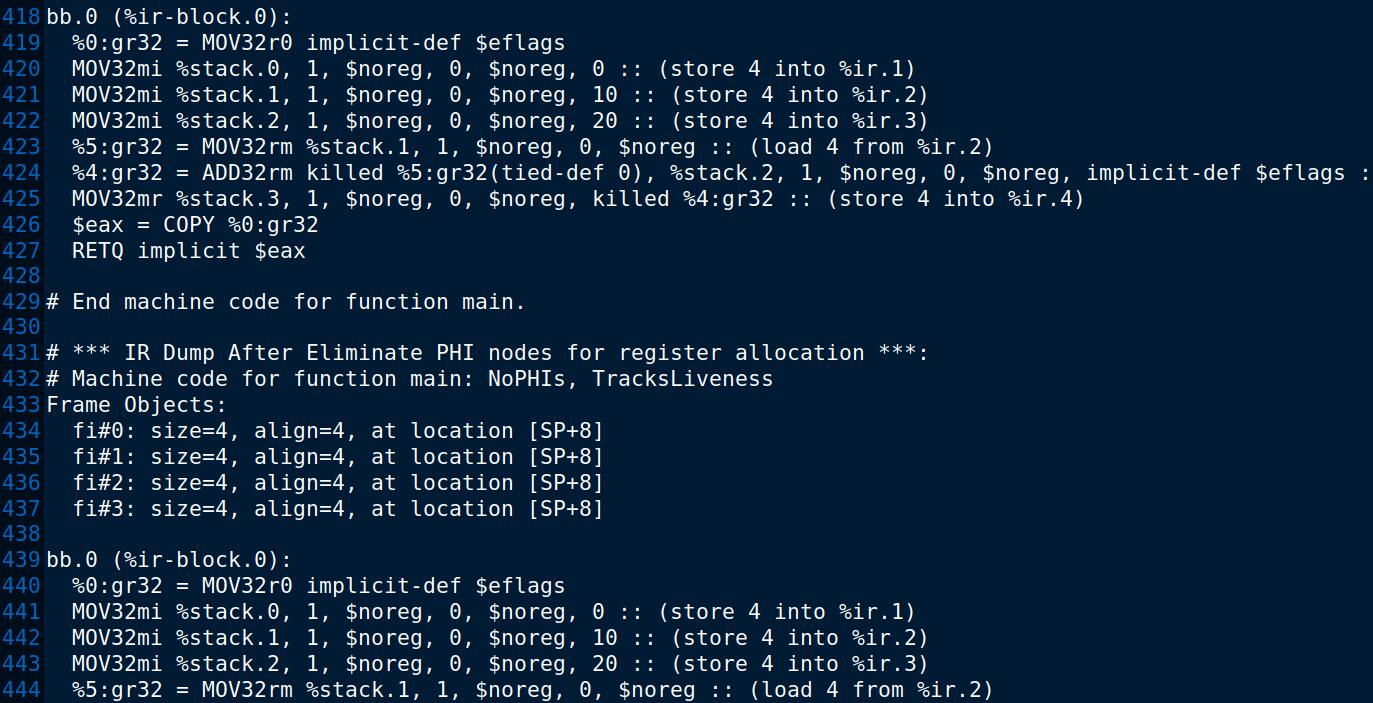 418 bb.0 (%ir-block.0):
419   %0:gr32 = MOV32r0 implicit-def $eflags
420   MOV32mi %stack.0, 1, $noreg, 0, $noreg, 0 :: (store 4 into %ir.1)
421   MOV32mi %stack.1, 1, $noreg, 0, $noreg, 10 :: (store 4 into %ir.2)
422   MOV32mi %stack.2, 1, $noreg, 0, $noreg, 20 :: (store 4 into %ir.3)
423   %5:gr32 = MOV32rm %stack.1, 1, $noreg, 0, $noreg :: (load 4 from %ir.2)
424   %4:gr32 = ADD32rm killed %5:gr32(tied-def 0), %stack.2, 1, $noreg, 0, $noreg, implicit-def $eflags :
425   MOV32mr %stack.3, 1, $noreg, 0, $noreg, killed %4:gr32 :: (store 4 into %ir.4)
426   $eax = COPY %0:gr32
427   RETQ implicit $eax
428
429 # End machine code for function main.
430
431 # *** IR Dump After Eliminate PHI nodes for register allocation ***:
432 # Machine code for function main: NoPHIs, TracksLiveness
433 Frame Objects:
434   fi#0: size=4, align=4, at location [SP+8]
435   fi#1: size=4, align=4, at location [SP+8]
436   fi#2: size=4, align=4, at location [SP+8]
437   fi#3: size=4, align=4, at location [SP+8]
438
439 bb.0 (%ir-block.0):
440   %0:gr32 = MOV32r0 implicit-def $eflags
441   MOV32mi %stack.0, 1, $noreg, 0, $noreg, 0 :: (store 4 into %ir.1)
442   MOV32mi %stack.1, 1, $noreg, 0, $noreg, 10 :: (store 4 into %ir.2)
443   MOV32mi %stack.2, 1, $noreg, 0, $noreg, 20 :: (store 4 into %ir.3)
444   %5:gr32 = MOV32rm %stack.1, 1, $noreg, 0, $noreg :: (load 4 from %ir.2)